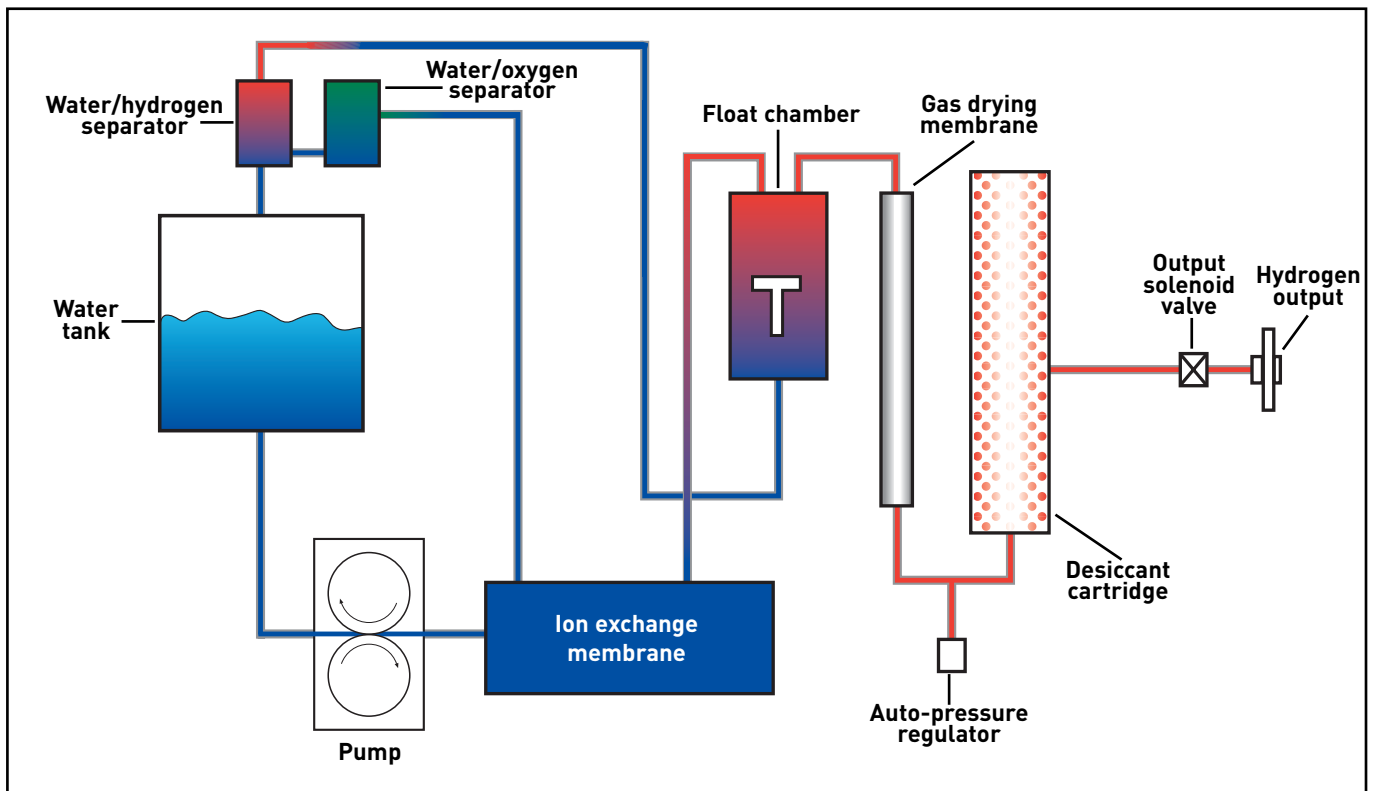 Water/hydrogen
separator
Water/oxygen
separator
Float chamber
Gas drying
membrane
Water
tank
Output
solenoid
valve
Hydrogen
output
Ion exchange
membrane
Desiccant
cartridge
Auto-pressure
regulator
Pump